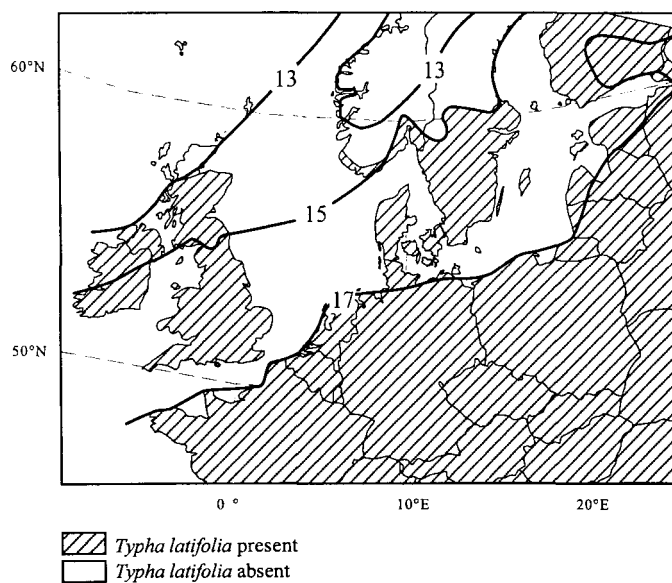 60°N
13
13
15
17
50°N
0 °
10°E
20°E
Typha latifolia present
Typha latifolia absent